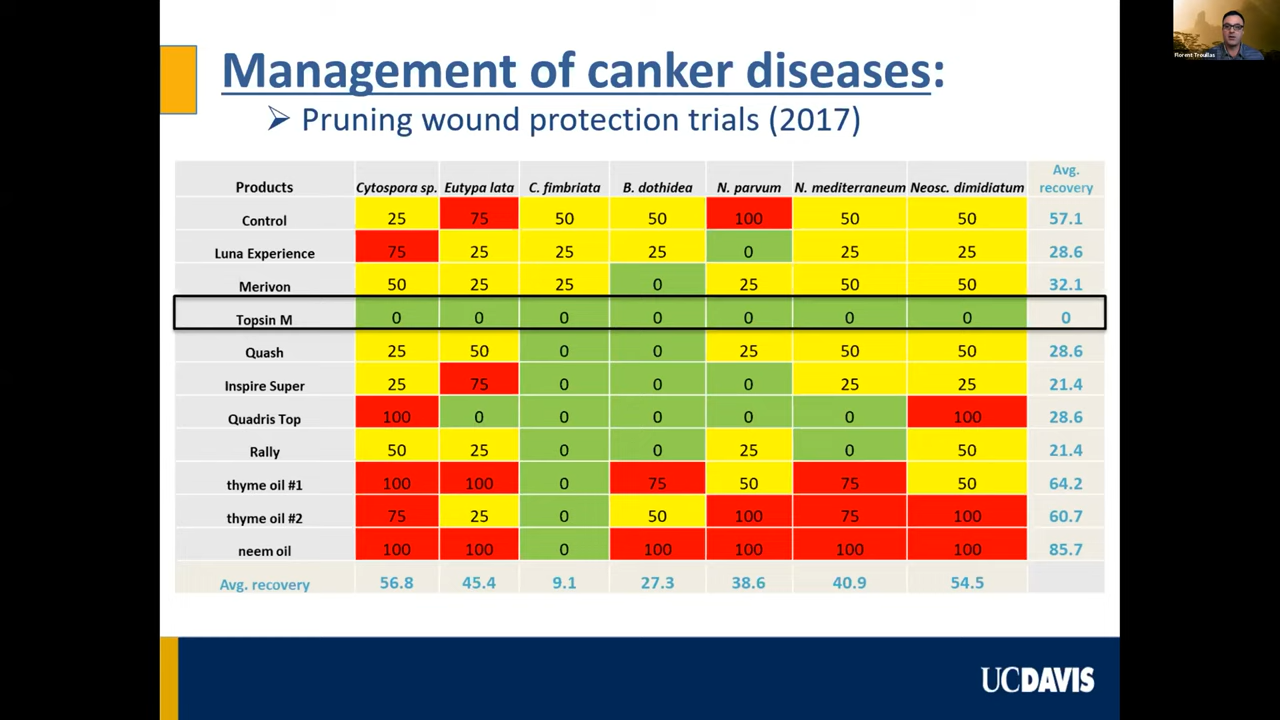 Management of canker diseases:
➢ Pruning wound protection trials (2017)
Florent Trouillas
Products Cytospora sp. Eutypa lata C. fimbriata B. dothidea N. parvum N. mediterraneum Neosc. dimidiatum Avg. recovery
Control 25 75 50 50 100 50 50 57.1
Luna Experience 75 25 25 25 0 25 25 28.6
Merivon 50 25 25 0 25 50 50 32.1
Topsin M 0 0 0 0 0 0 0 0
Quash 25 50 0 0 25 50 50 28.6
Inspire Super 25 75 0 0 0 25 25 21.4
Quadris Top 100 0 0 0 0 0 100 28.6
Rally 50 25 0 0 25 0 50 21.4
thyme oil #1 100 100 0 75 50 75 50 64.2
thyme oil #2 75 25 0 50 100 75 100 60.7
neem oil 100 100 0 100 100 100 100 85.7
Avg. recovery 56.8 45.4 9.1 27.3 38.6 40.9 54.5
UCDAVIS